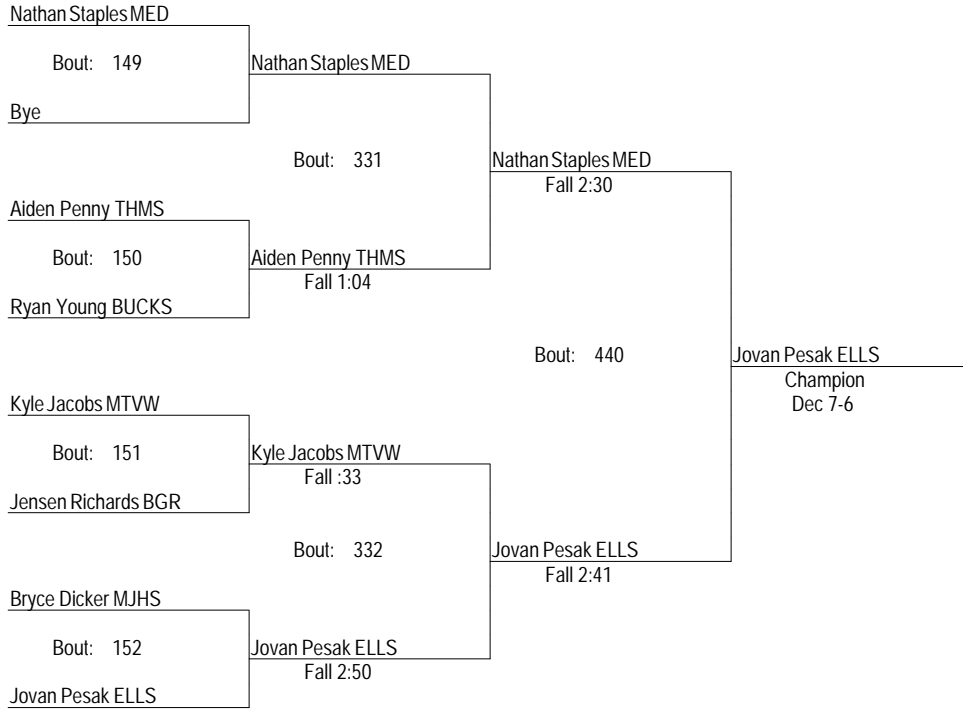 Nathan Staples MED
Bout: 149
Nathan Staples MED
Bye
Bout: 331
Nathan Staples MED
Fall 2:30
Aiden Penny THMS
Bout: 150
Aiden Penny THMS
Fall 1:04
Ryan Young BUCKS
Bout: 440
Jovan Pesak ELLS
Champion
Dec 7-6
Kyle Jacobs MTVW
Bout: 151
Kyle Jacobs MTVW
Fall :33
Jensen Richards BGR
Bout: 332
Jovan Pesak ELLS
Fall 2:41
Bryce Dicker MJHS
Bout: 152
Jovan Pesak ELLS
Fall 2:50
Jovan Pesak ELLS